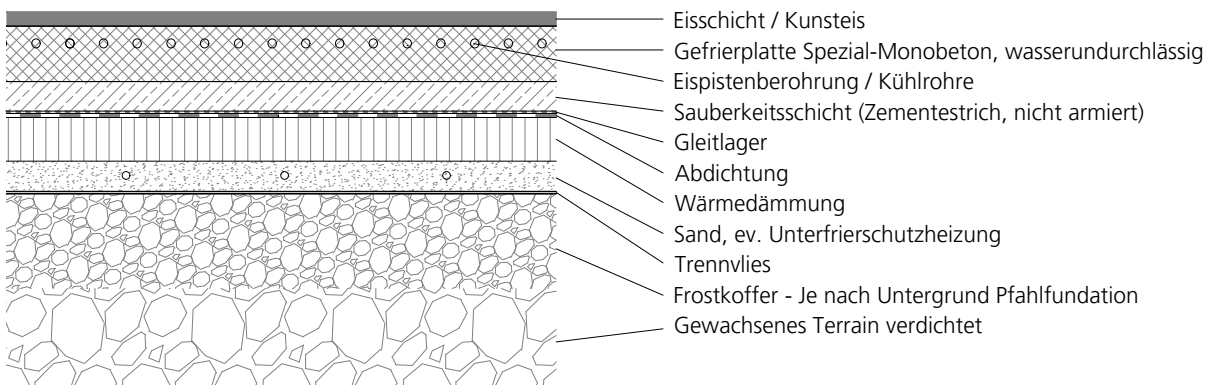 Eisschicht / Kunsteis
Gefrierplatte Spezial-Monobeton, wasserundurchlässig
Eispistenberohrung / Kühlrohre
Sauberkeitsschicht (Zementestrich, nicht armiert)
Gleitlager
Abdichtung
Wärmedämmung
Sand, ev. Unterfrierschutzheizung
Trennvlies
Frostkoffer - Je nach Untergrund Pfahlfundation
Gewachsenes Terrain verdichtet